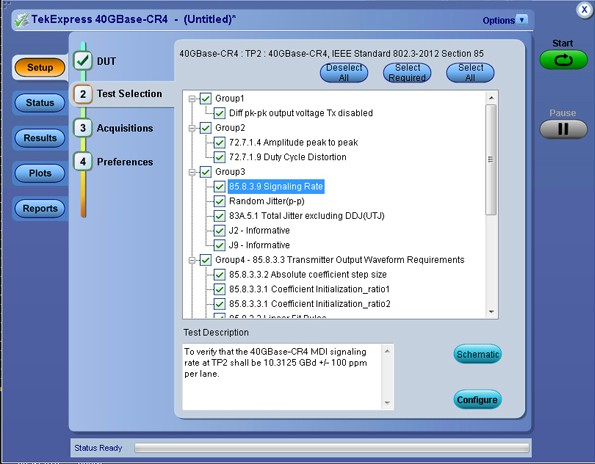 TekExpress 40GBase-CR4 - (Untitled)*
Options
x
Setup
Status
Results
Plots
Reports
DUT
2 Test Selection
3 Acquisitions
4 Preferences
40GBase-CR4 : TP2 : 40GBase-CR4, IEEE Standard 802.3-2012 Section 85
Deselect All
Select Required
Select All
Group1
Diff pk-pk output voltage Tx disabled
Group2
72.7.1.4 Amplitude peak to peak
72.7.1.9 Duty Cycle Distortion
Group3
85.8.3.9 Signaling Rate
Random Jitter(p-p)
83A.5.1 Total Jitter excluding DDJ(UTJ)
J2 - Informative
J9 - Informative
Group4 - 85.8.3.3 Transmitter Output Waveform Requirements
85.8.3.3.2 Absolute coefficient step size
85.8.3.3.1 Coefficient Initialization_ratio1
85.8.3.3.1 Coefficient Initialization_ratio2
Test Description
To verify that the 40GBase-CR4 MDI signaling
rate at TP2 shall be 10.3125 GBd +/- 100 ppm
per lane.
Schematic
Configure
Start
Pause
Status Ready